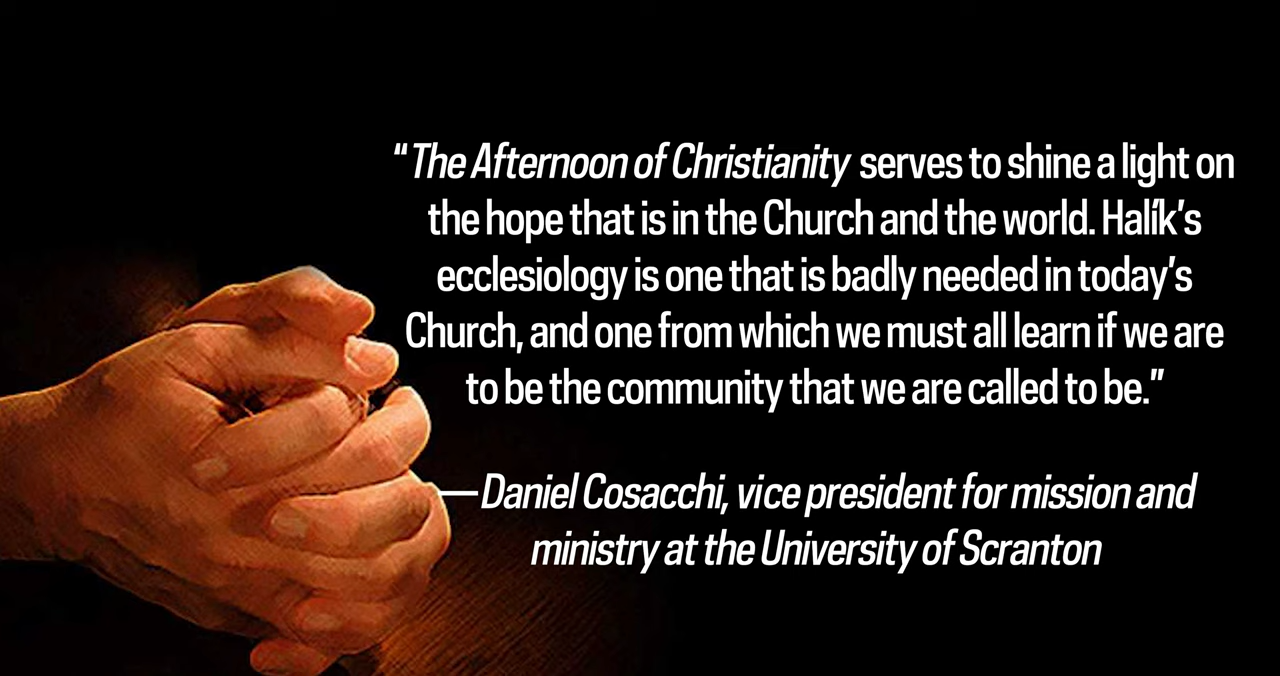 “The Afternoon of Christianity serves to shine a light on
the hope that is in the Church and the world. Halík’s
ecclesiology is one that is badly needed in today’s
Church, and one from which we must all learn if we are
to be the community that we are called to be.”
—Daniel Cosacchi, vice president for mission and
ministry at the University of Scranton